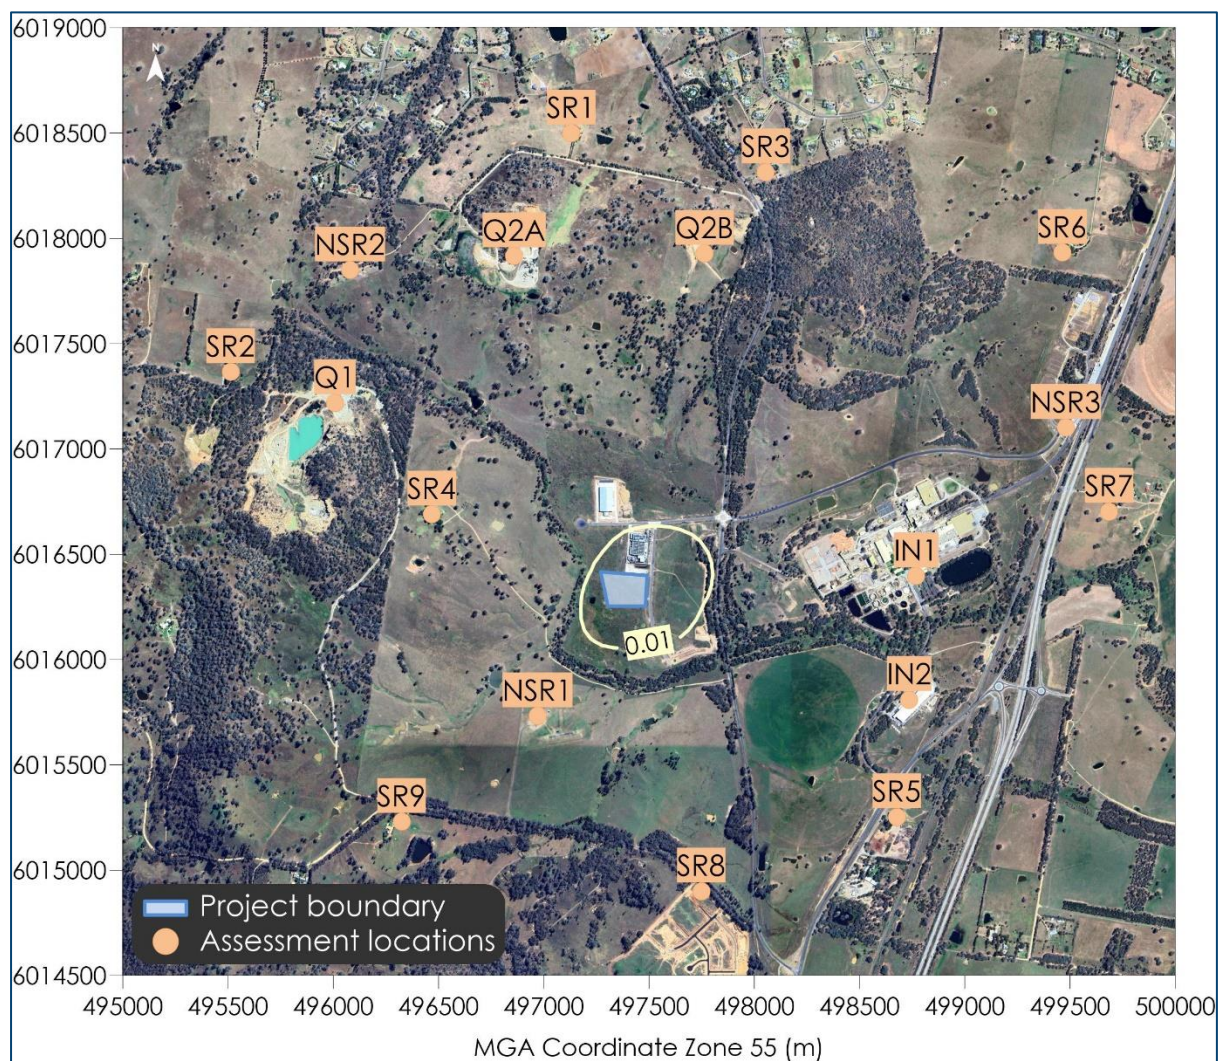 6019000
N
SR1
6018500
SR3
6018000
NSR2
Q2A
Q2B
SR6
6017500
SR2
Q1
NSR3
6017000
SR4
SR7
6016500
IN1
0.01
6016000
NSR1
IN2
6015500
SR9
SR5
6015000
SR8
Project boundary
Assessment locations
6014500
495000 495500 496000 496500 497000 497500 498000 498500 499000 499500 500000
MGA Coordinate Zone 55 (m)